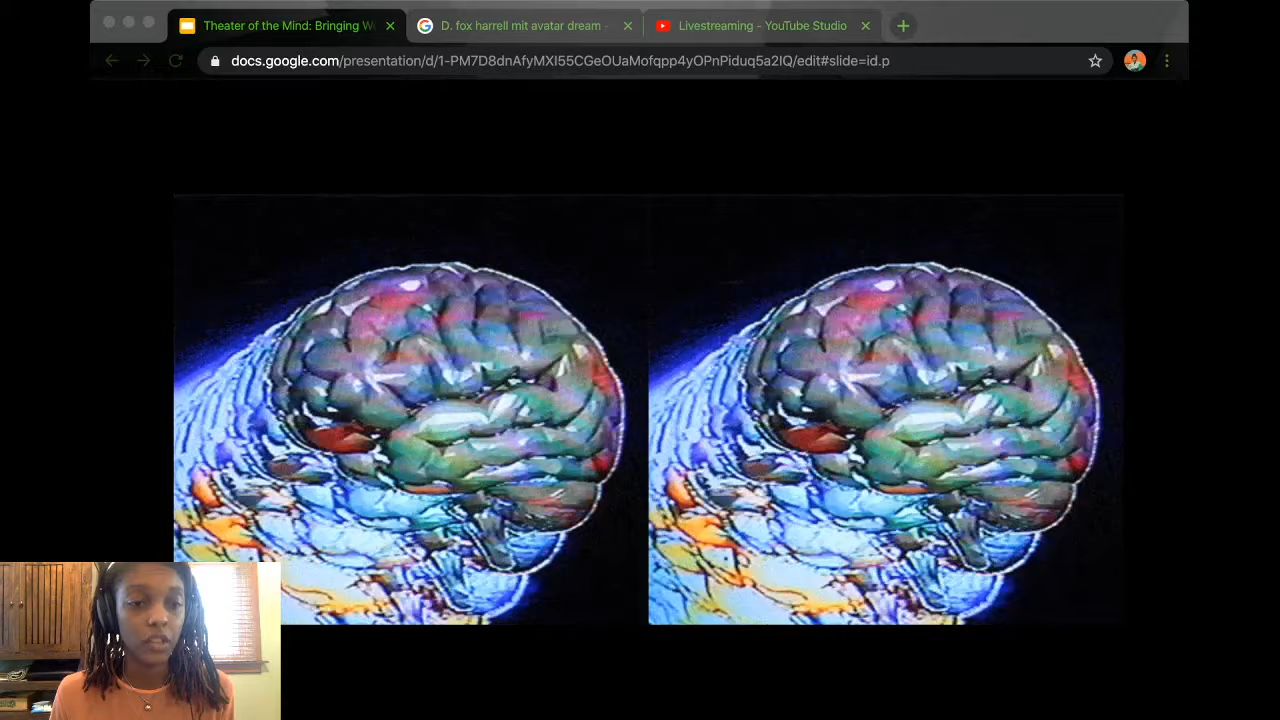 Theater of the Mind: Bringing W
D. fox harrell mit avatar dream -
Livestreaming - YouTube Studio
docs.google.com/presentation/d/1-PM7D8dnAfyMXI55CGeOUaMofqpp4yOPnPiduq5a2IQ/edit#slide=id.p